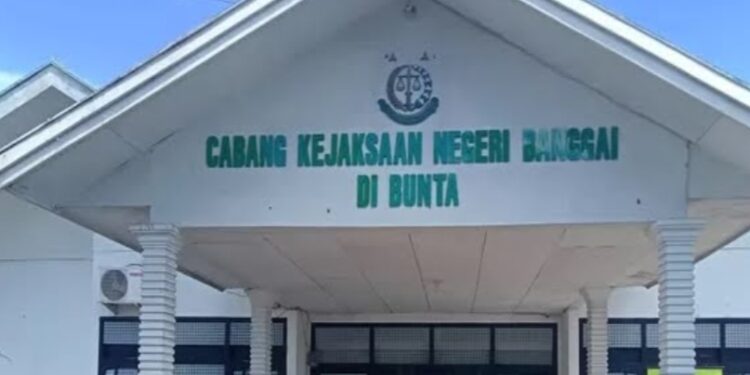 CABANG KEJAKSAAN NEGERI BANGGAI
DI BUNTA